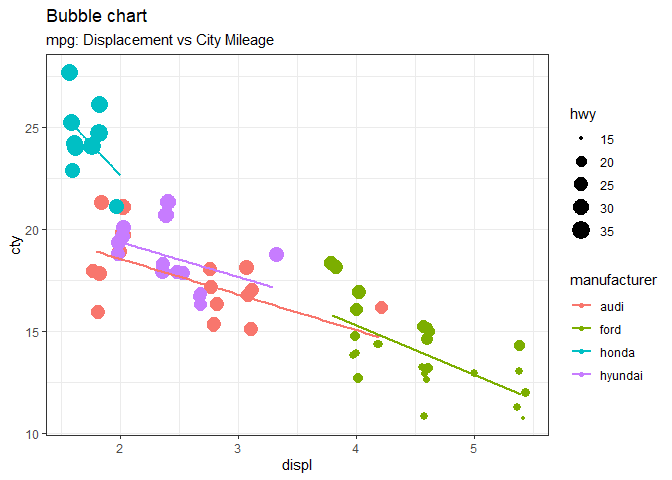 Bubble chart
mpg: Displacement vs City Mileage
cty
25
20
15
10
2
3
4
5
displ
hwy
15
20
25
30
35
manufacturer
audi
ford
honda
hyundai